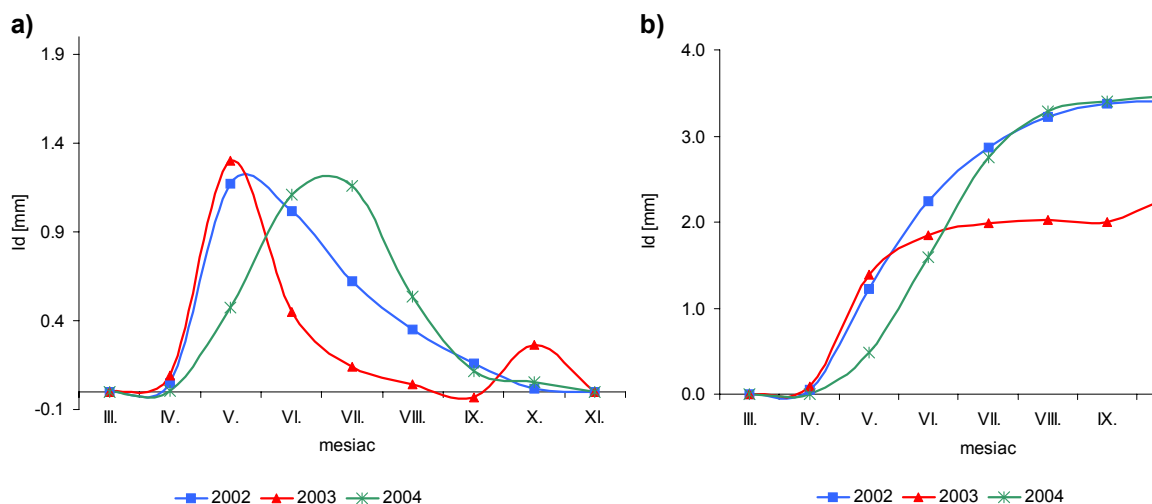 a)
1.9
1.4
0.9
0.4
-0.1
Id [mm]
III. IV. V. VI. VII. VIII. IX. X. XI.
mesiac
2002 2003 2004
b)
4.0
3.0
2.0
1.0
0.0
Id [mm]
III. IV. V. VI. VII. VIII. IX.
mesiac
2002 2003 2004